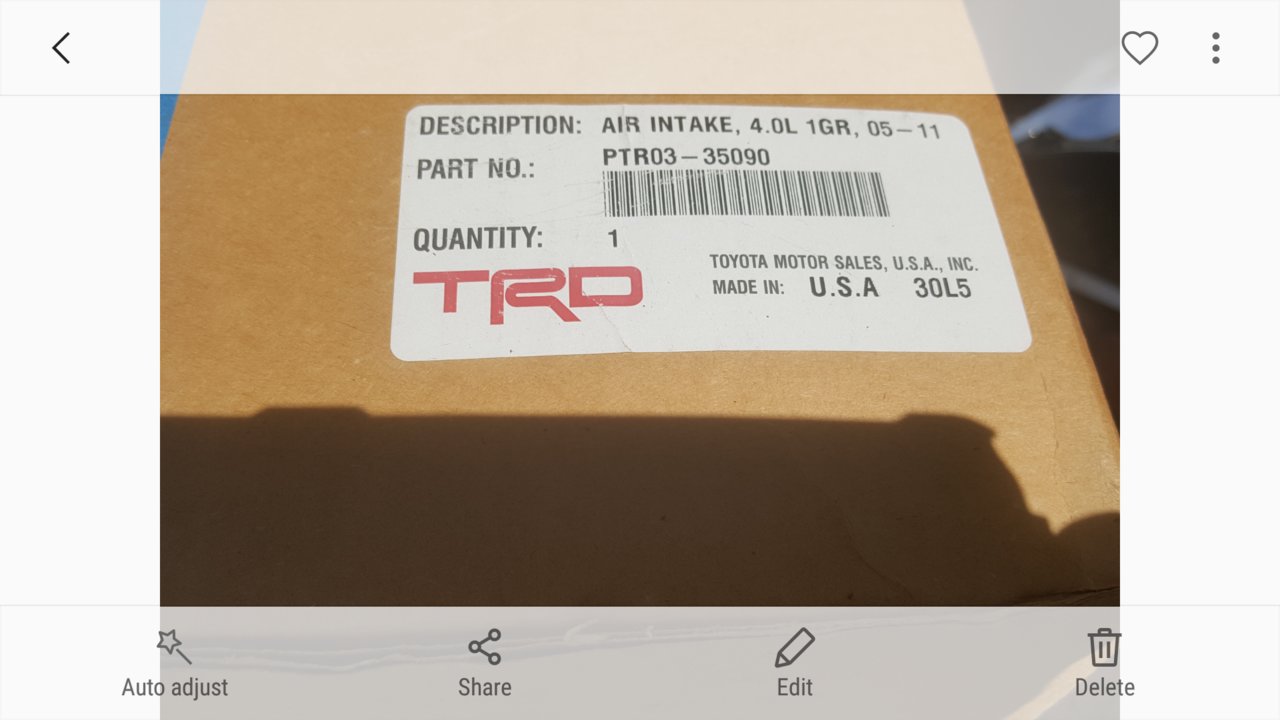 DESCRIPTION: AIR INTAKE, 4.0L 1GR, 05–11
PART NO.: PTR03–35090
QUANTITY: 1
TRD
TOYOTA MOTOR SALES, U.S.A., INC.
MADE IN: U.S.A 30L5
Auto adjust
Share
Edit
Delete